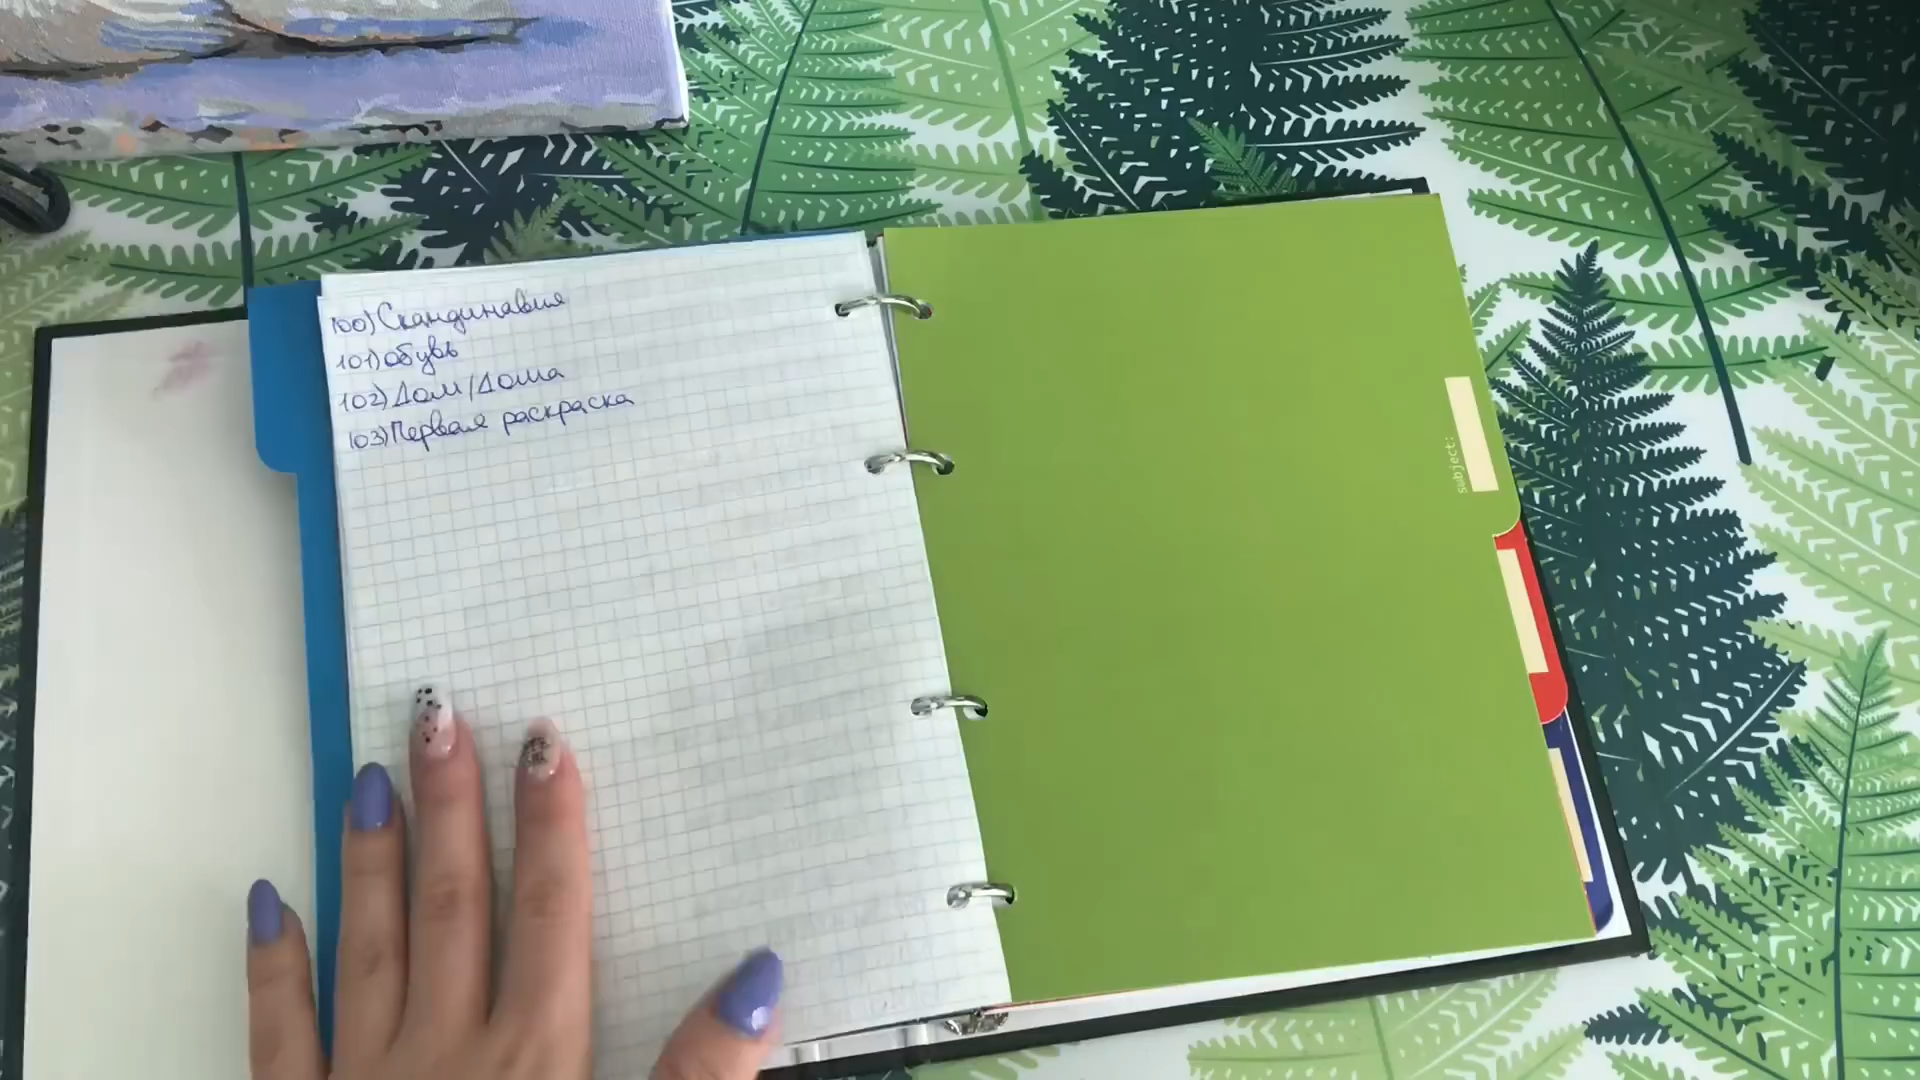 100) Скандинавия
101) обувь
102) Дом/Дома
103) Первая раскраска
subject: